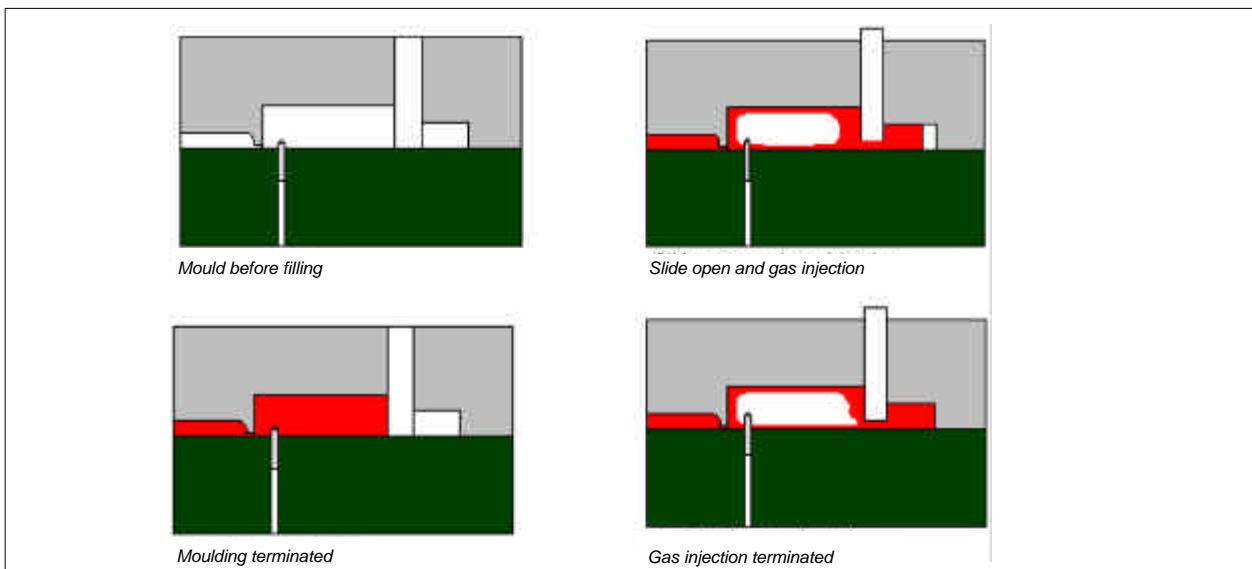 Mould before filling
Slide open and gas injection
Moulding terminated
Gas injection terminated